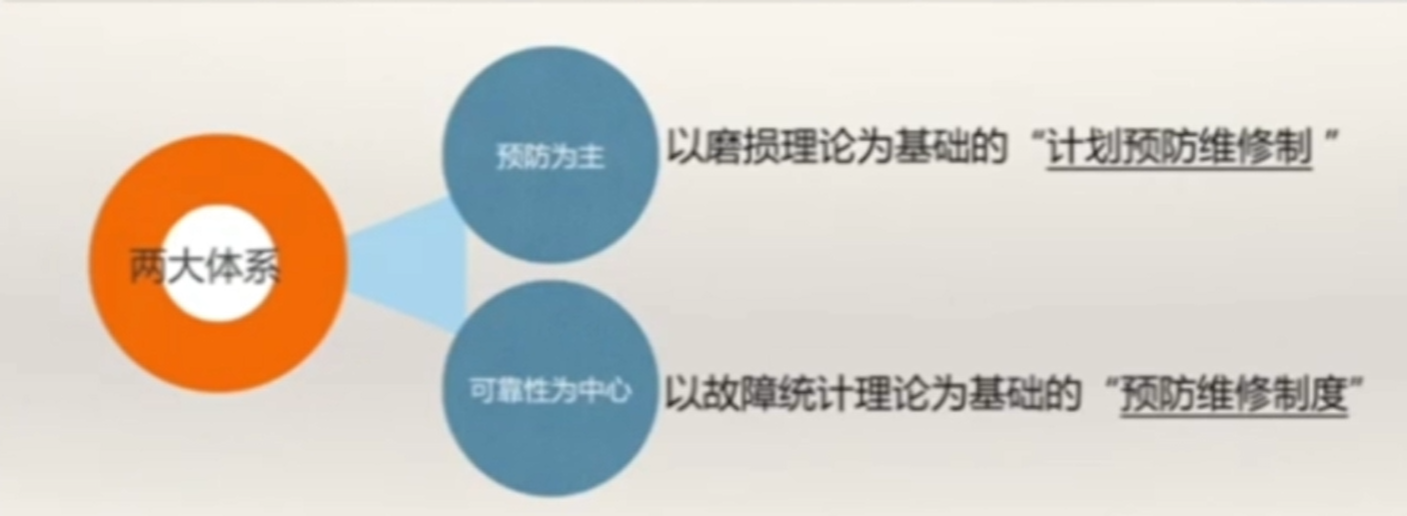 预防为主
以磨损理论为基础的“计划预防维修制 ”
两大体系
可靠性为中心
以故障统计理论为基础的“预防维修制度”